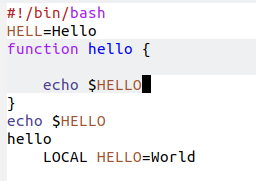 #!/bin/bash
HELL=Hello
function hello {
    echo $HELLO
}
echo $HELLO
hello
    LOCAL HELLO=World